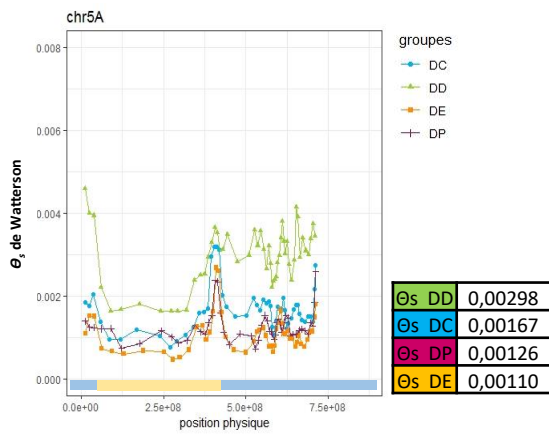 chr5A
0.008
0.006
0.004
0.002
0.000
Θs de Watterson
0.0e+00 2.5e+08 5.0e+08 7.5e+08
position physique
groupes
DC
DD
DE
DP
Θs DD 0,00298
Θs DC 0,00167
Θs DP 0,00126
Θs DE 0,00110